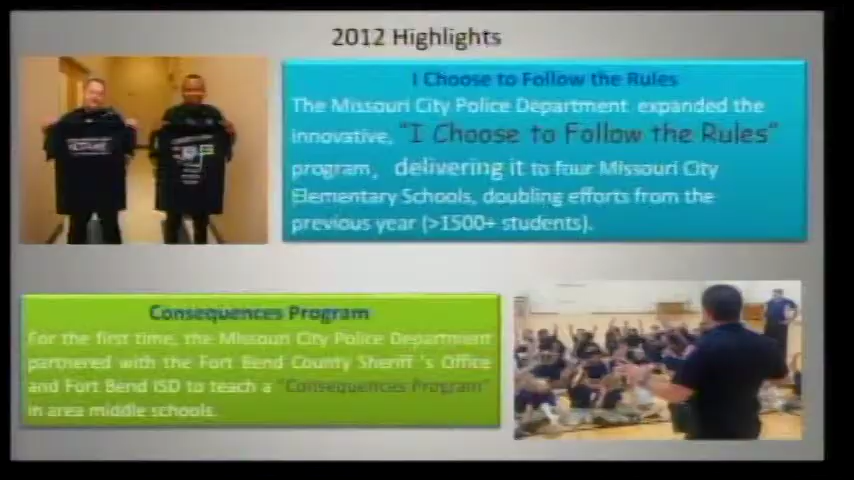 2012 Highlights
I Choose to Follow the Rules
The Missouri City Police Department expanded the
innovative, "I Choose to Follow the Rules"
program, delivering it to four Missouri City
Elementary Schools, doubling efforts from the
previous year (>1500+ students).
Consequences Program
For the first time, the Missouri City Police Department
partnered with the Fort Bend County Sheriff 's Office
and Fort Bend ISD to teach a "Consequences Program"
in area middle schools.